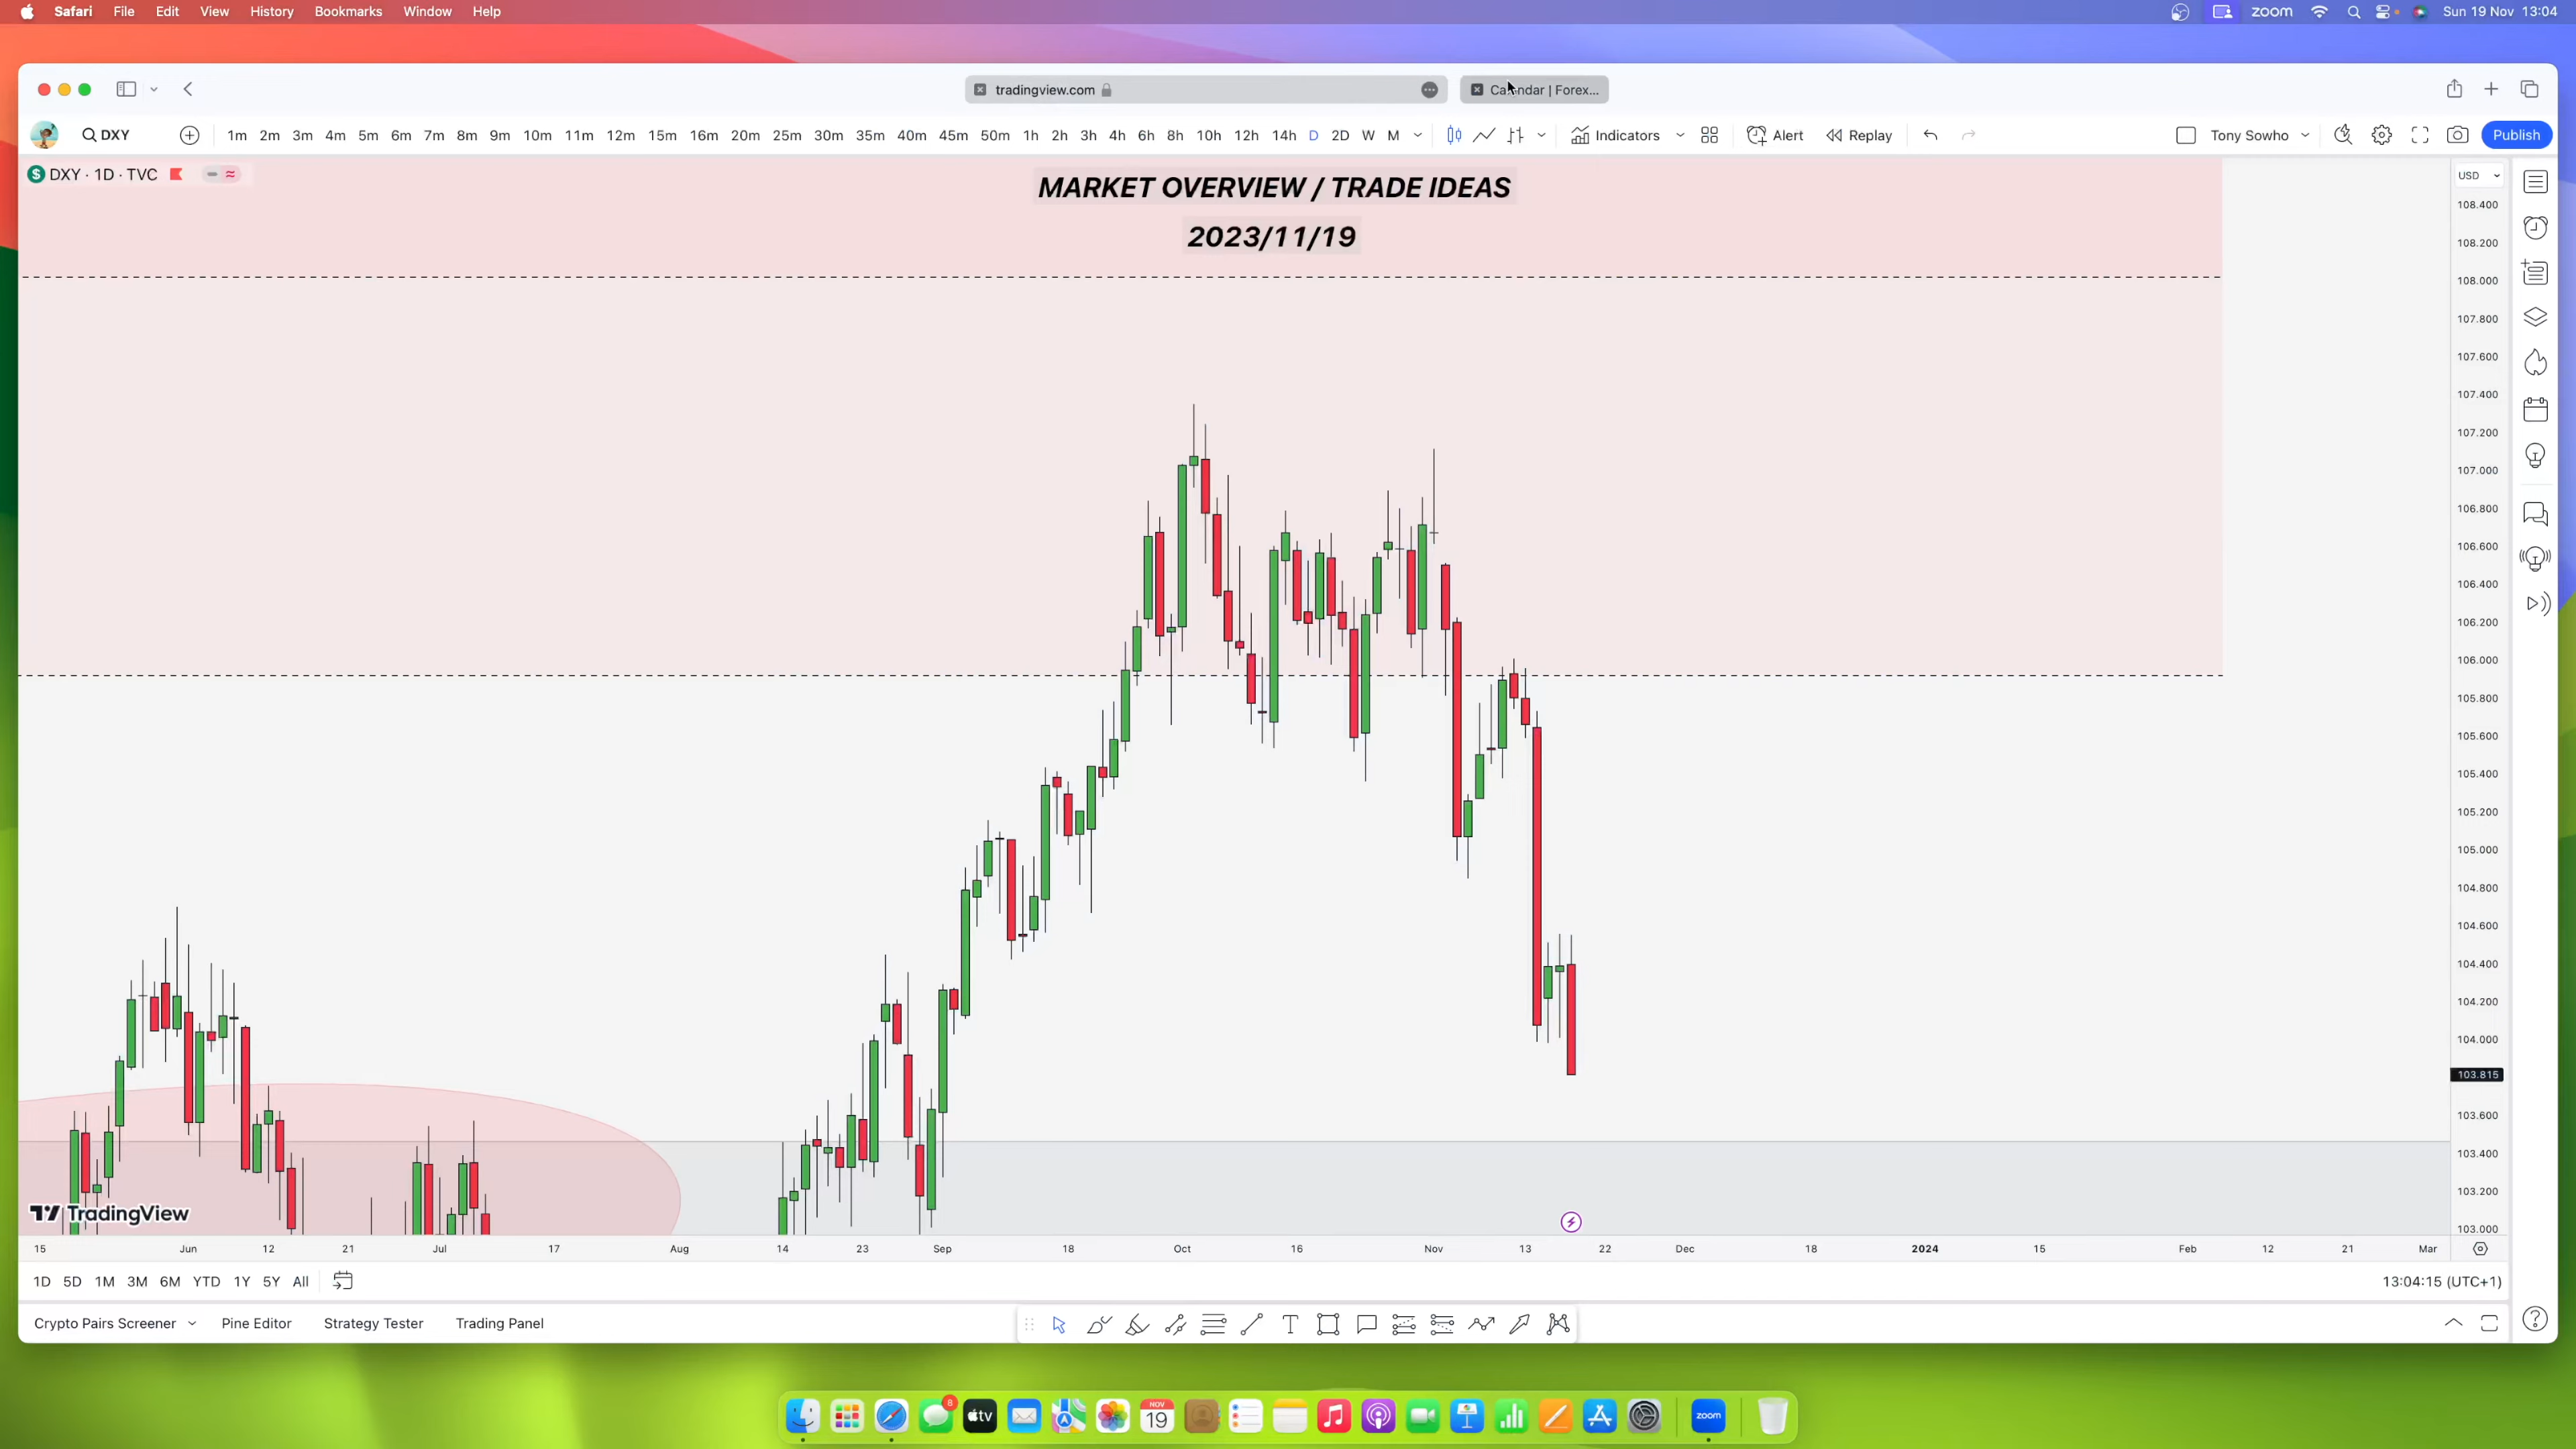 Safari File Edit View History Bookmarks Window Help
zoom Sun 19 Nov 13:04
tradingview.com
Calendar | Forex...
DXY
1m 2m 3m 4m 5m 6m 7m 8m 9m 10m 11m 12m 15m 16m 20m 25m 30m 35m 40m 45m 50m 1h 2h 3h 4h 6h 8h 10h 12h 14h D 2D W M
Indicators
Alert
Replay
Tony Sowho
Publish
DXY · 1D · TVC
MARKET OVERVIEW / TRADE IDEAS
2023/11/19
USD
108.400
108.200
108.000
107.800
107.600
107.400
107.200
107.000
106.800
106.600
106.400
106.200
106.000
105.800
105.600
105.400
105.200
105.000
104.800
104.600
104.400
104.200
104.000
103.815
103.600
103.400
103.200
103.000
TradingView
15 Jun 12 21 Jul 17 Aug 14 23 Sep 18 Oct 16 Nov 13 22 Dec 18 2024 15 Feb 12 21 Mar
1D 5D 1M 3M 6M YTD 1Y 5Y All
13:04:15 (UTC+1)
Crypto Pairs Screener
Pine Editor
Strategy Tester
Trading Panel
8
tv
NOV
19
zoom